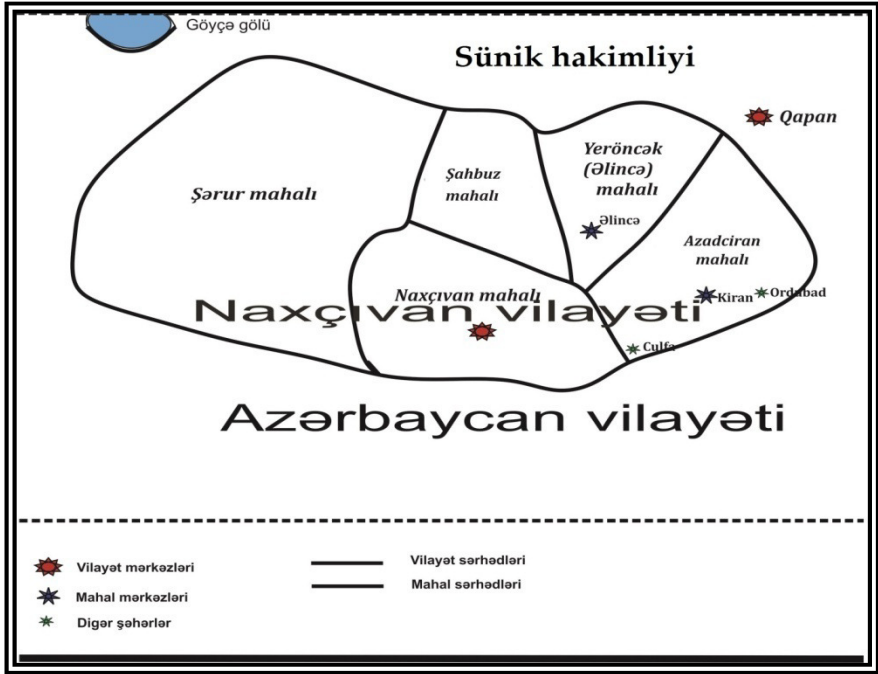 Göyçə gölü
Sünik hakimliyi
Qapan
Yeröncək
(Əlincə)
mahalı
Şahbuz
mahalı
Şərur mahalı
Əlincə
Azadciran
mahalı
Naxçıvan mahalı
Kiran
Ordubad
Naxçıvan vilayəti
Culfa
Azərbaycan vilayəti
Vilayət mərkəzləri
Mahal mərkəzləri
Digər şəhərlər
Vilayət sərhədləri
Mahal sərhədləri